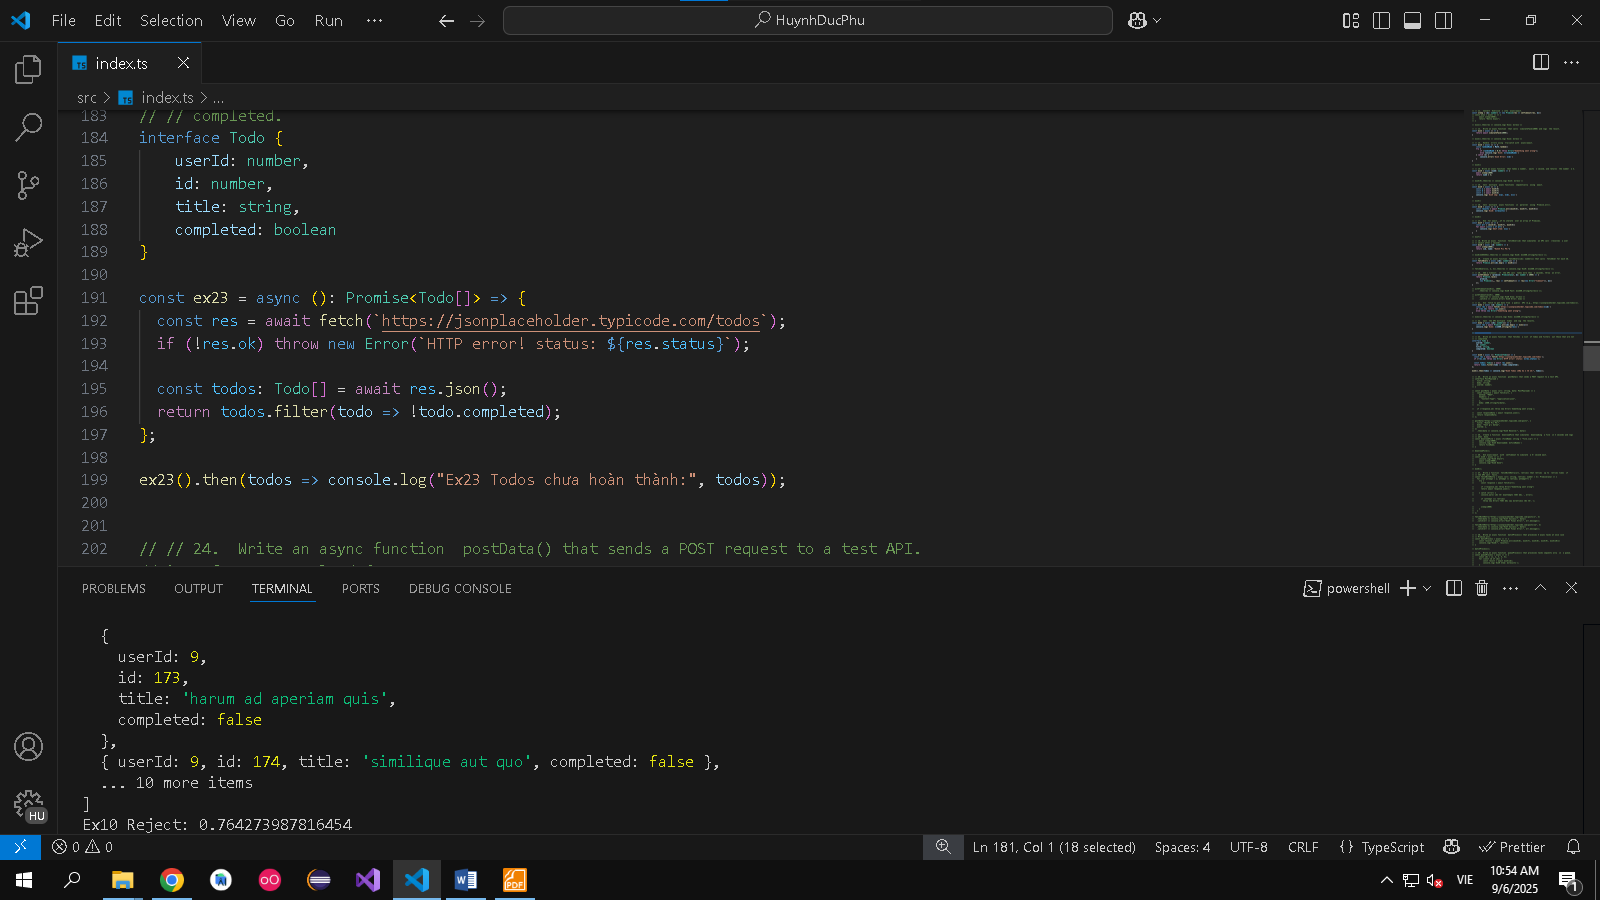 File Edit Selection View Go Run ...
HuynhDucPhu
TS index.ts
src > TS index.ts > ...
183 // // completed.
184 interface Todo {
185 userId: number,
186 id: number,
187 title: string,
188 completed: boolean
189 }
190
191 const ex23 = async (): Promise<Todo[]> => {
192 const res = await fetch(`https://jsonplaceholder.typicode.com/todos`);
193 if (!res.ok) throw new Error(`HTTP error! status: ${res.status}`);
194
195 const todos: Todo[] = await res.json();
196 return todos.filter(todo => !todo.completed);
197 };
198
199 ex23().then(todos => console.log("Ex23 Todos chưa hoàn thành:", todos));
200
201
202 // // 24. Write an async function postData() that sends a POST request to a test API.
PROBLEMS OUTPUT TERMINAL PORTS DEBUG CONSOLE
powershell
{
userId: 9,
id: 173,
title: 'harum ad aperiam quis',
completed: false
},
{ userId: 9, id: 174, title: 'similique aut quo', completed: false },
... 10 more items
]
Ex10 Reject: 0.764273987816454
HU
0 0
Ln 181, Col 1 (18 selected) Spaces: 4 UTF-8 CRLF {} TypeScript Prettier
VIE
10:54 AM
9/6/2025
1